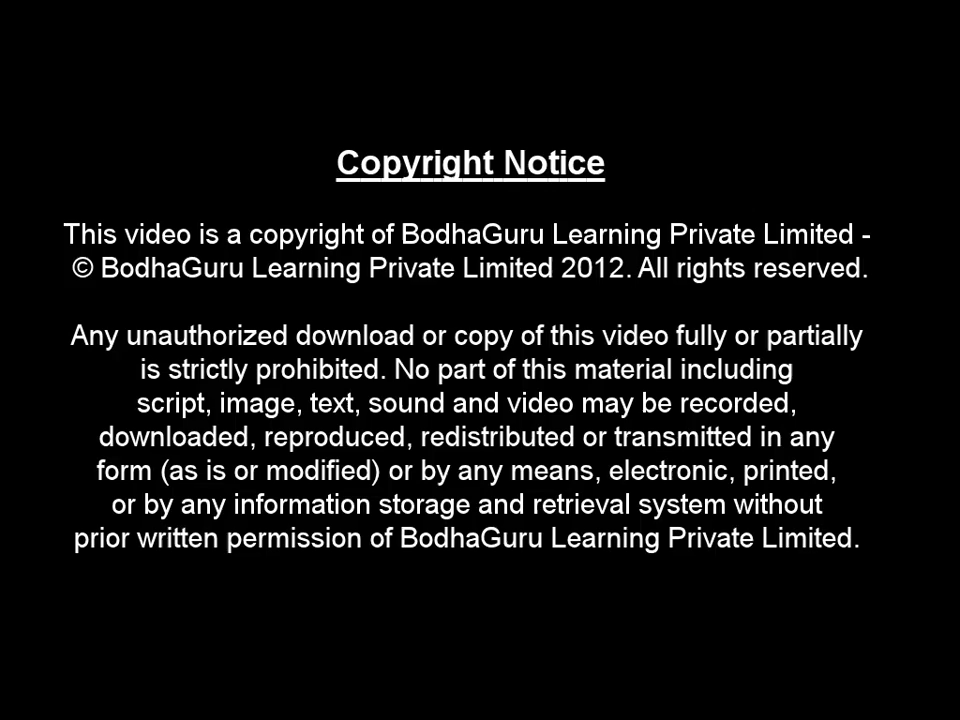 Copyright Notice
This video is a copyright of BodhaGuru Learning Private Limited -
© BodhaGuru Learning Private Limited 2012. All rights reserved.
Any unauthorized download or copy of this video fully or partially
is strictly prohibited. No part of this material including
script, image, text, sound and video may be recorded,
downloaded, reproduced, redistributed or transmitted in any
form (as is or modified) or by any means, electronic, printed,
or by any information storage and retrieval system without
prior written permission of BodhaGuru Learning Private Limited.